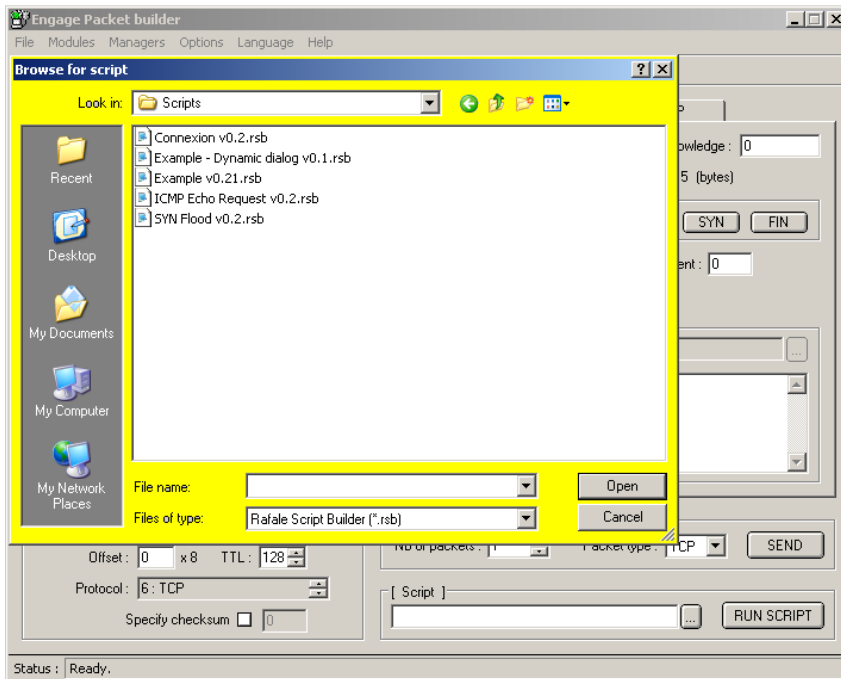 Engage Packet builder
File Modules Managers Options Language Help
Browse for script
Look in: Scripts
Connexion v0.2.rsb
Example - Dynamic dialog v0.1.rsb
Example v0.21.rsb
ICMP Echo Request v0.2.rsb
SYN Flood v0.2.rsb
Recent
Desktop
My Documents
My Computer
My Network
Places
File name:
Files of type: Rafale Script Builder (*.rsb)
Open
Cancel
owledge : 0
5 (bytes)
SYN FIN
ent : 0
...
Offset : 0 x 8 TTL : 128
Nb of packets : 1 Packet type : TCP SEND
Protocol : 6 : TCP
[ Script ]
Specify checksum 0
... RUN SCRIPT
Status : Ready.